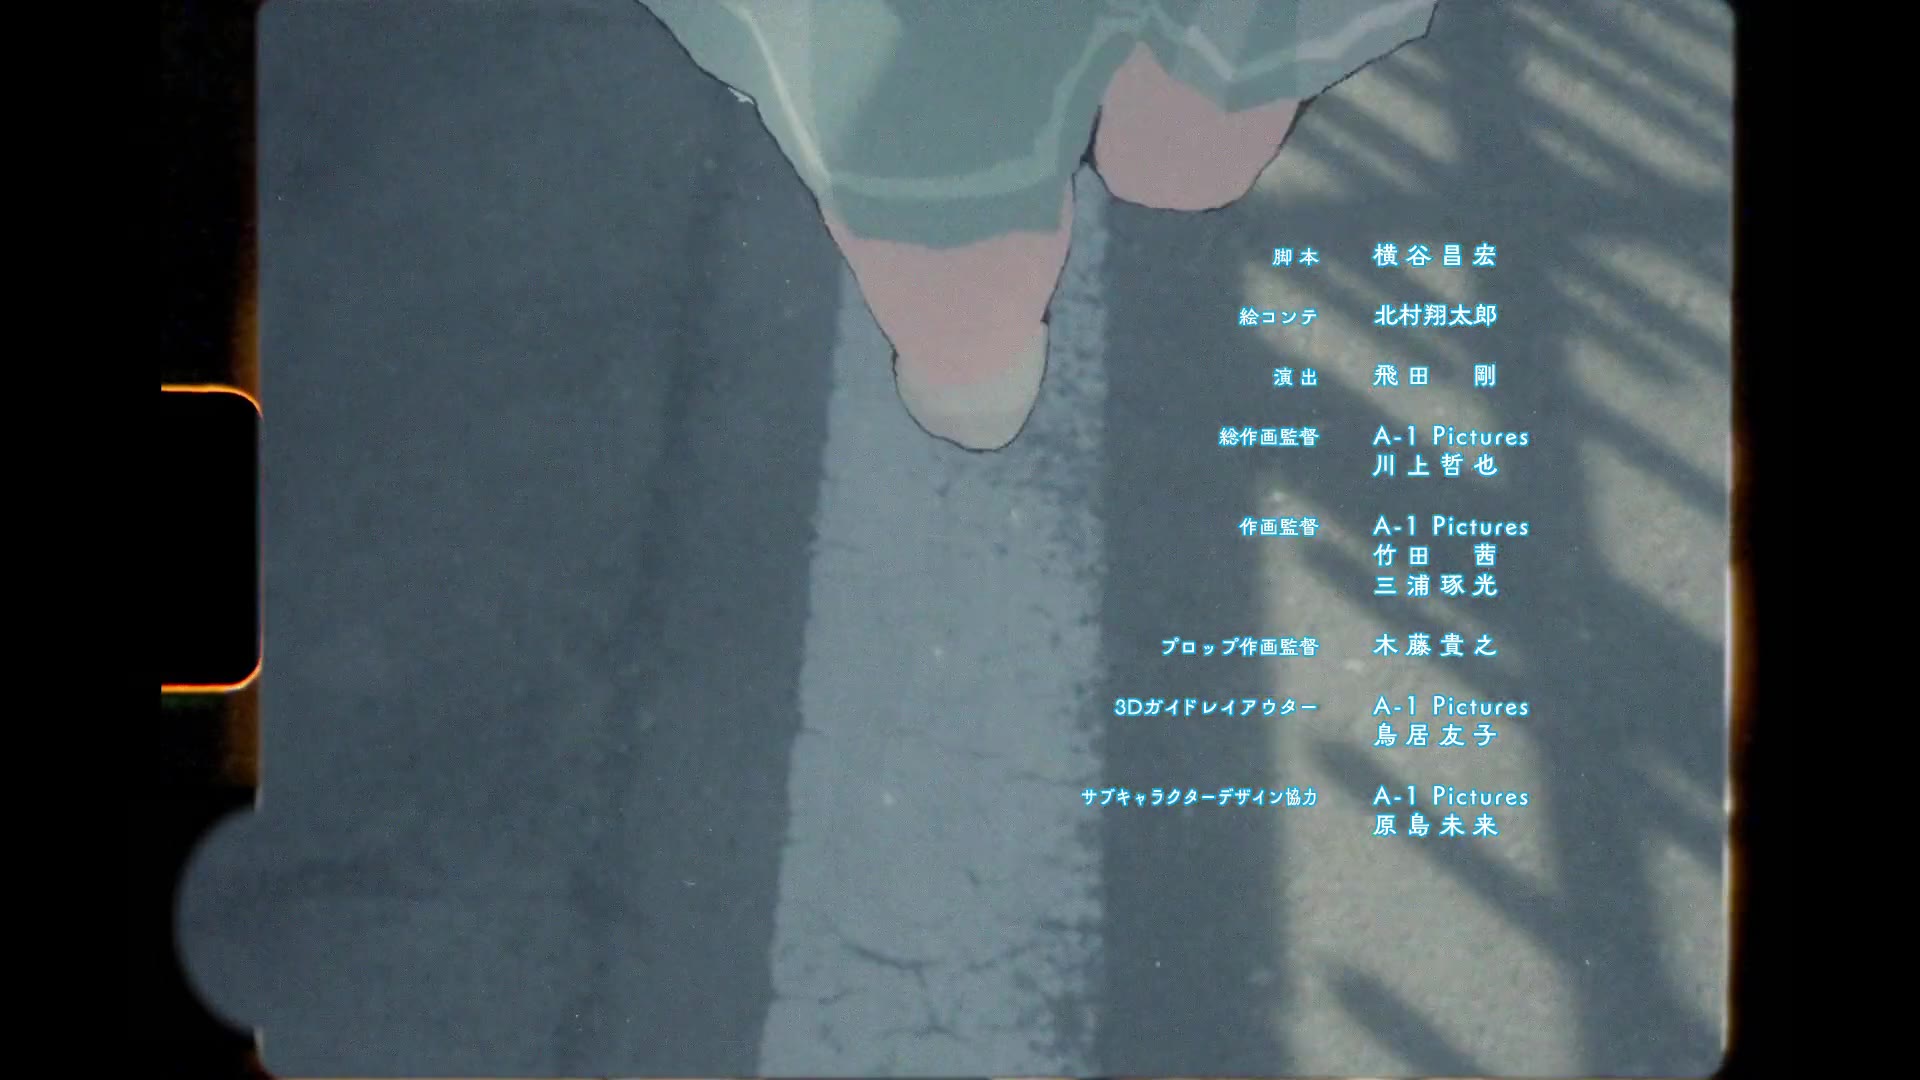 脚本 横谷昌宏
絵コンテ 北村翔太郎
演出 飛田 剛
総作画監督 A-1 Pictures
川上哲也
作画監督 A-1 Pictures
竹田 茜
三浦琢光
プロップ作画監督 木藤貴之
3Dガイドレイアウター A-1 Pictures
鳥居友子
サブキャラクターデザイン協力 A-1 Pictures
原島未来